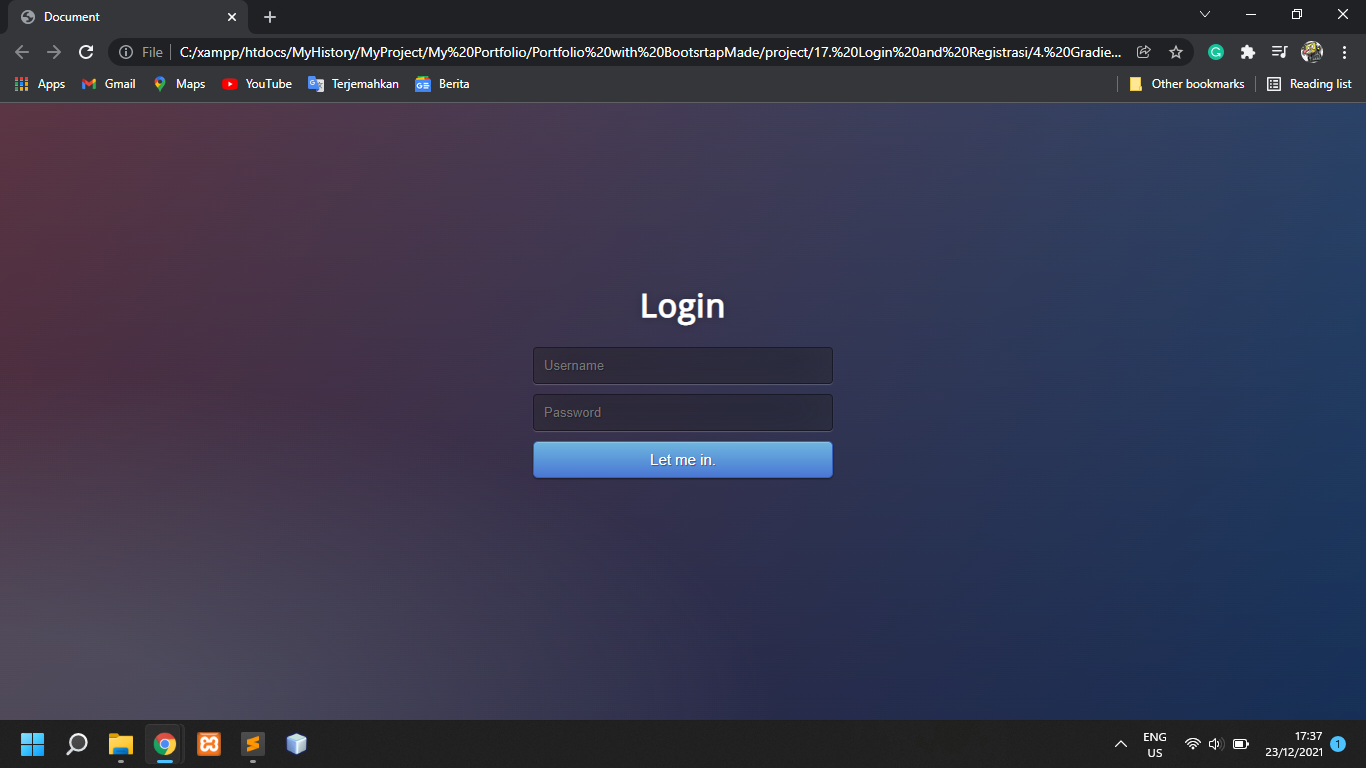 Document
File
C:/xampp/htdocs/MyHistory/MyProject/My%20Portfolio/Portfolio%20with%20BootsrtapMade/project/17.%20Login%20and%20Registrasi/4.%20Gradie...
Apps Gmail Maps YouTube Terjemahkan Berita Other bookmarks Reading list
Login
Username
Password
Let me in.
ENG
US
17:37
23/12/2021
1